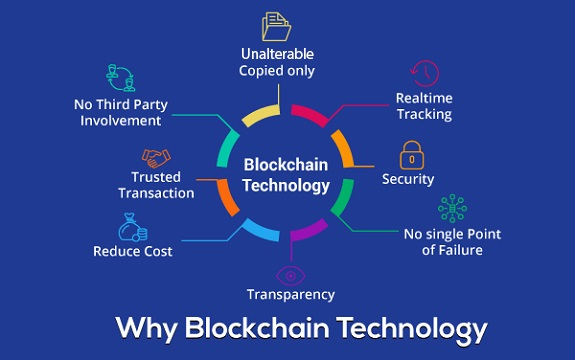 Unalterable
Copied only
Realtime
Tracking
Security
No single Point
of Failure
Transparency
Reduce Cost
Trusted
Transaction
No Third Party
Involvement
Blockchain
Technology
Why Blockchain Technology